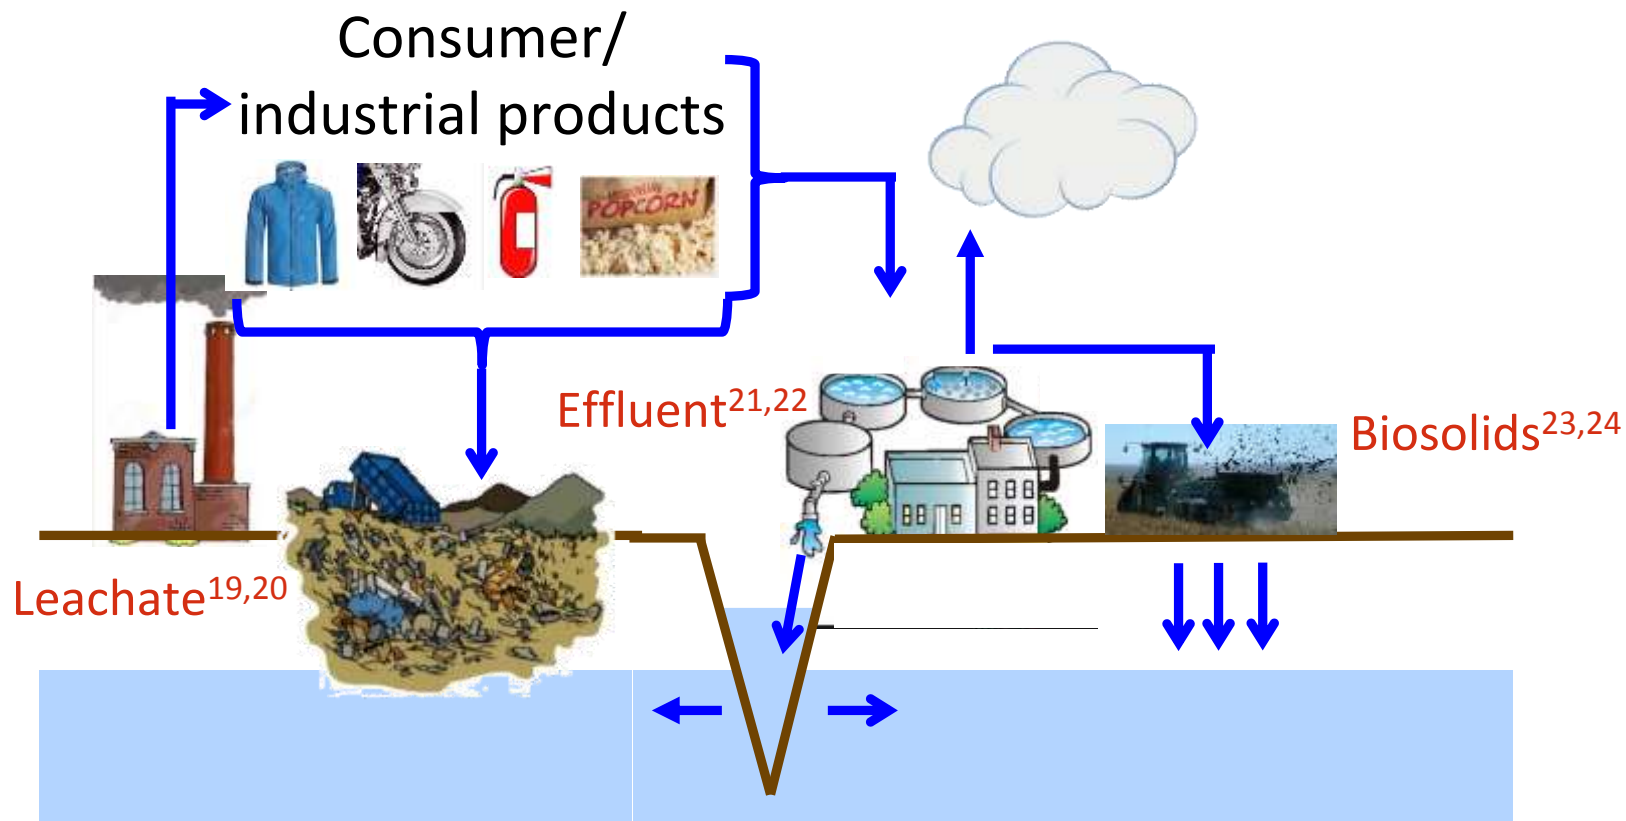 Consumer/
industrial products
POPCORN
Effluent21,22
Biosolids23,24
Leachate19,20